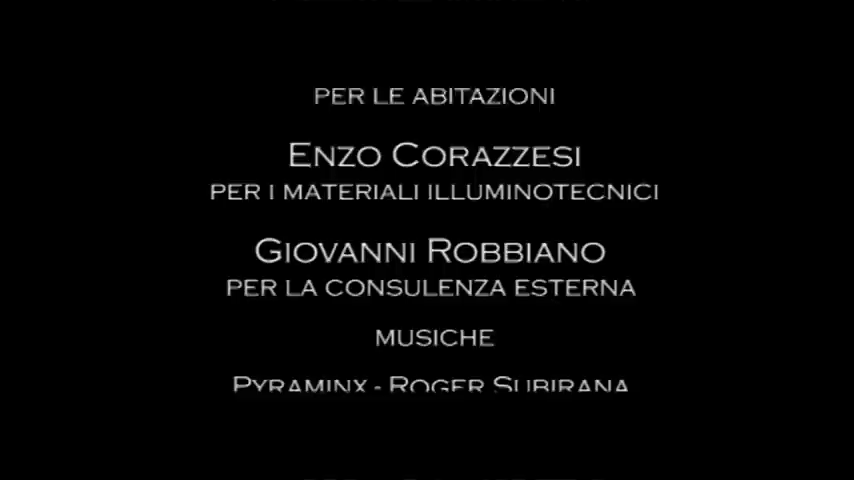 PER LE ABITAZIONI
ENZO CORAZZESI
PER I MATERIALI ILLUMINOTECNICI
GIOVANNI ROBBIANO
PER LA CONSULENZA ESTERNA
MUSICHE
PYRAMINX - ROGER SUBIRANA